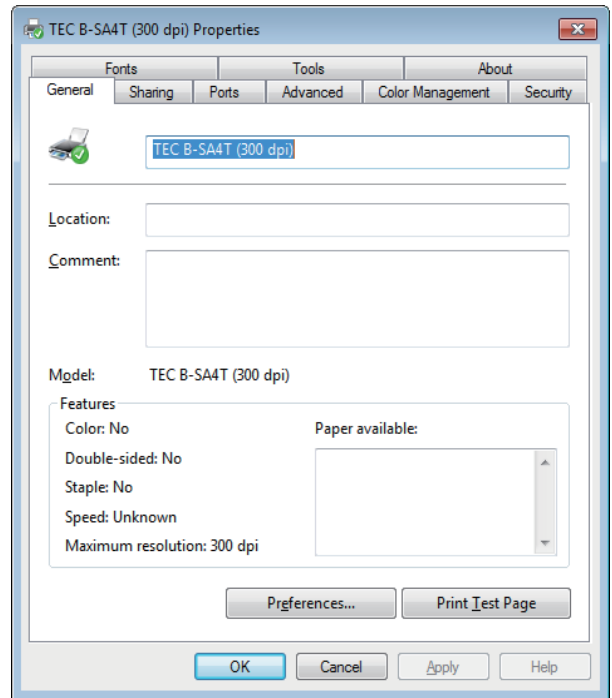 TEC B-SA4T (300 dpi) Properties
Fonts Tools About
General Sharing Ports Advanced Color Management Security
TEC B-SA4T (300 dpi)
Location:
Comment:
Model: TEC B-SA4T (300 dpi)
Features
Color: No Paper available:
Double-sided: No
Staple: No
Speed: Unknown
Maximum resolution: 300 dpi
Preferences... Print Test Page
OK Cancel Apply Help